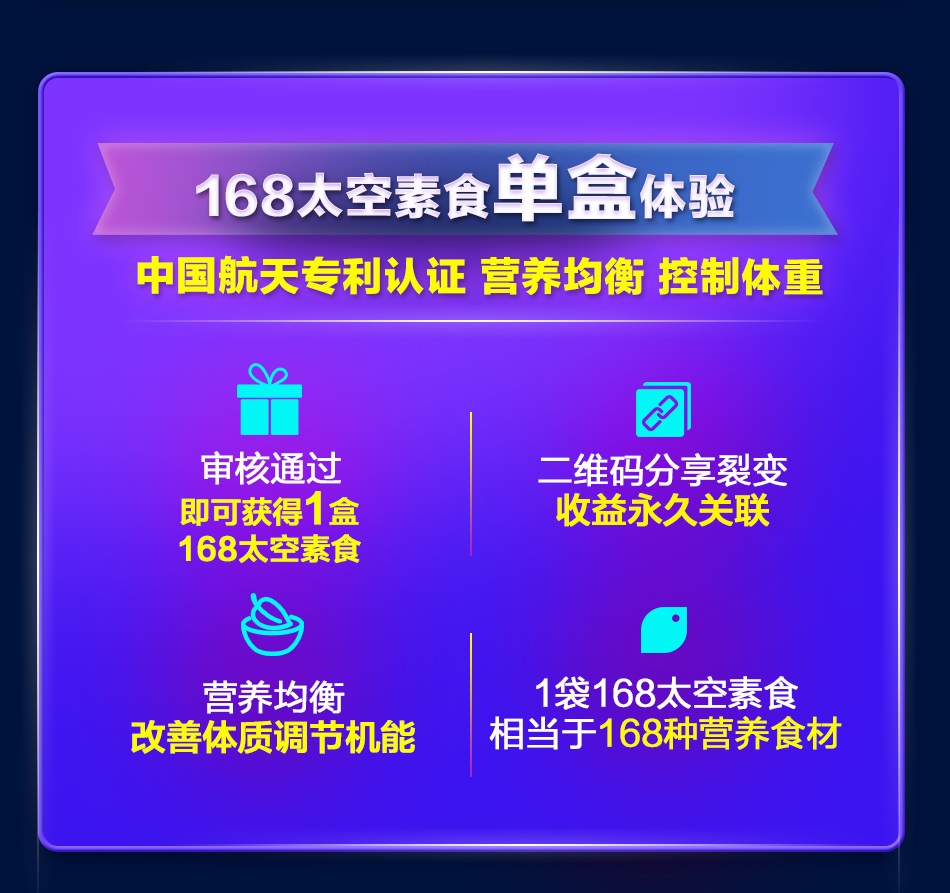 168太空素食单盒体验
中国航天专利认证 营养均衡 控制体重
审核通过
即可获得1盒
168太空素食
二维码分享裂变
收益永久关联
营养均衡
改善体质调节机能
1袋168太空素食
相当于168种营养食材